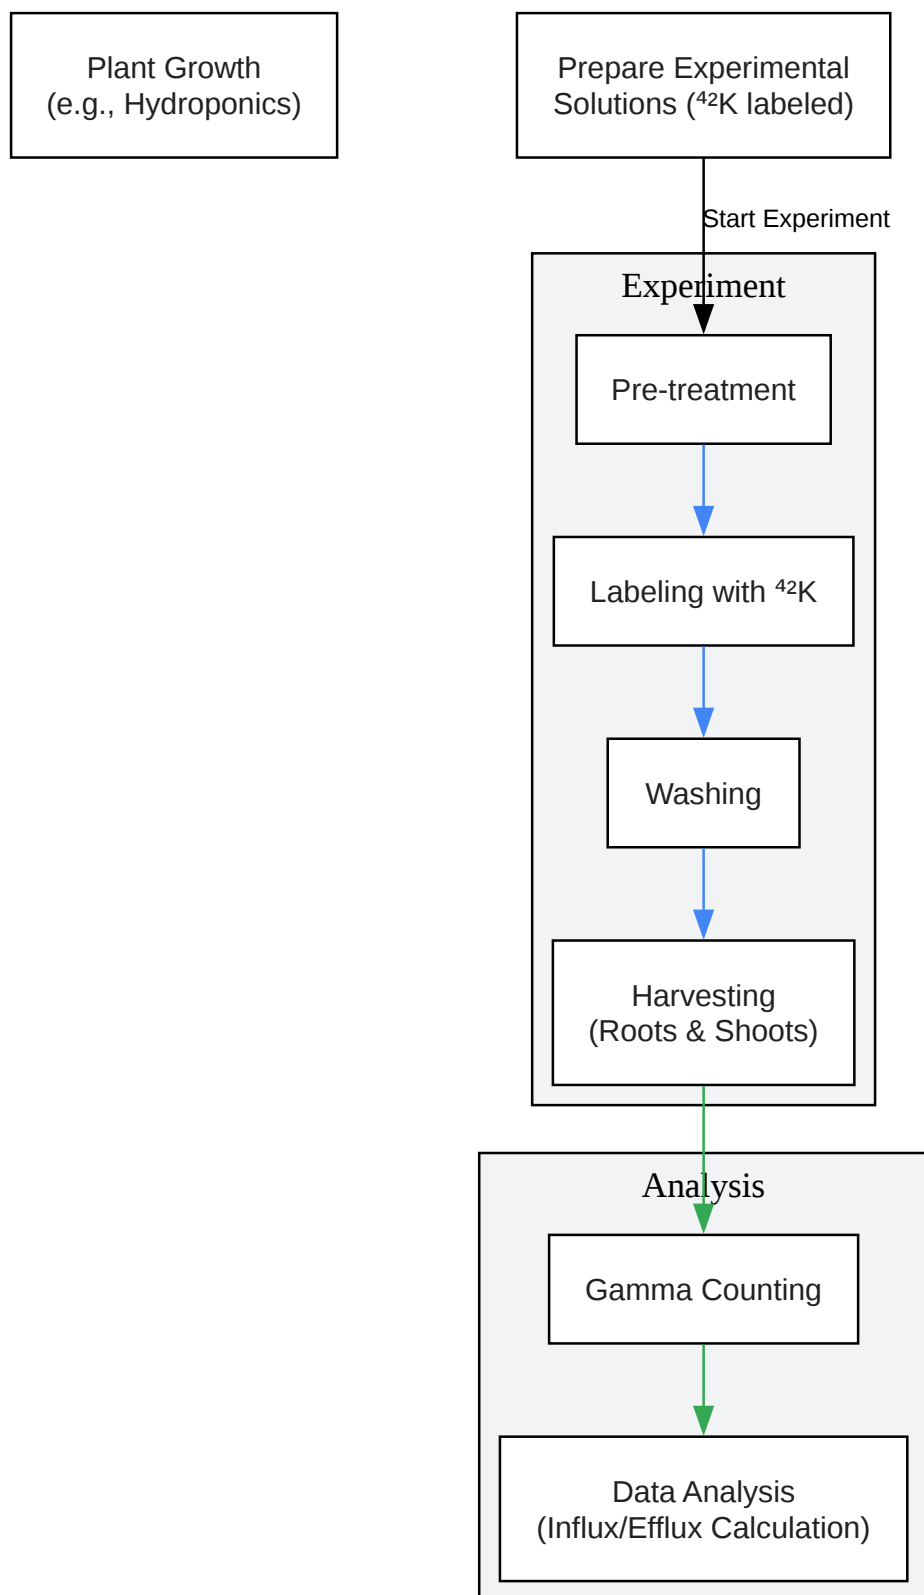 Plant Growth
(e.g., Hydroponics)
Prepare Experimental
Solutions (⁴²K labeled)
Start Experiment
Experiment
Pre-treatment
Labeling with ⁴²K
Washing
Harvesting
(Roots & Shoots)
Analysis
Gamma Counting
Data Analysis
(Influx/Efflux Calculation)